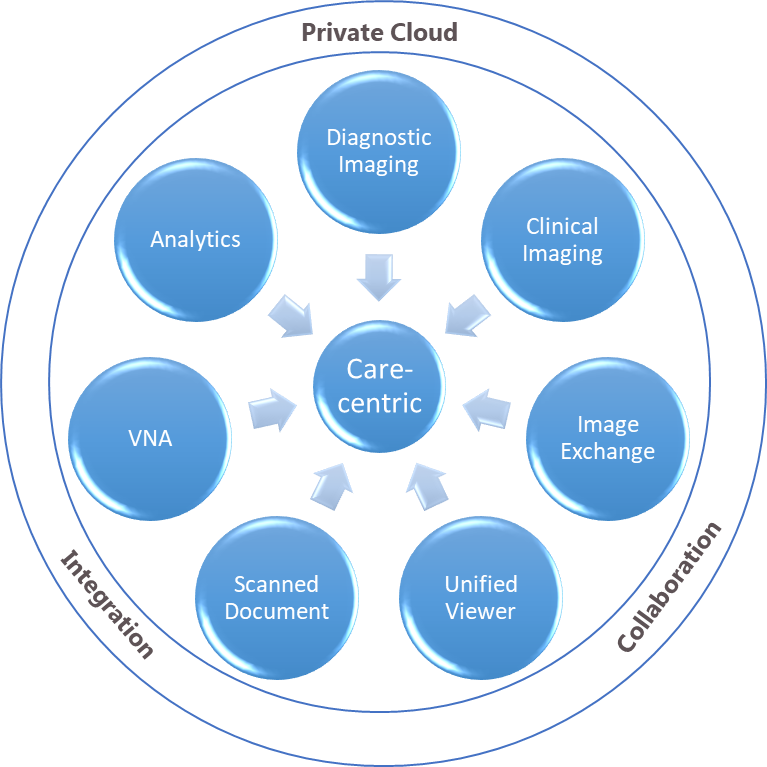 Private Cloud
Diagnostic
Imaging
Analytics
Clinical
Imaging
Care-
centric
VNA
Image
Exchange
Scanned
Document
Unified
Viewer
Integration
Collaboration